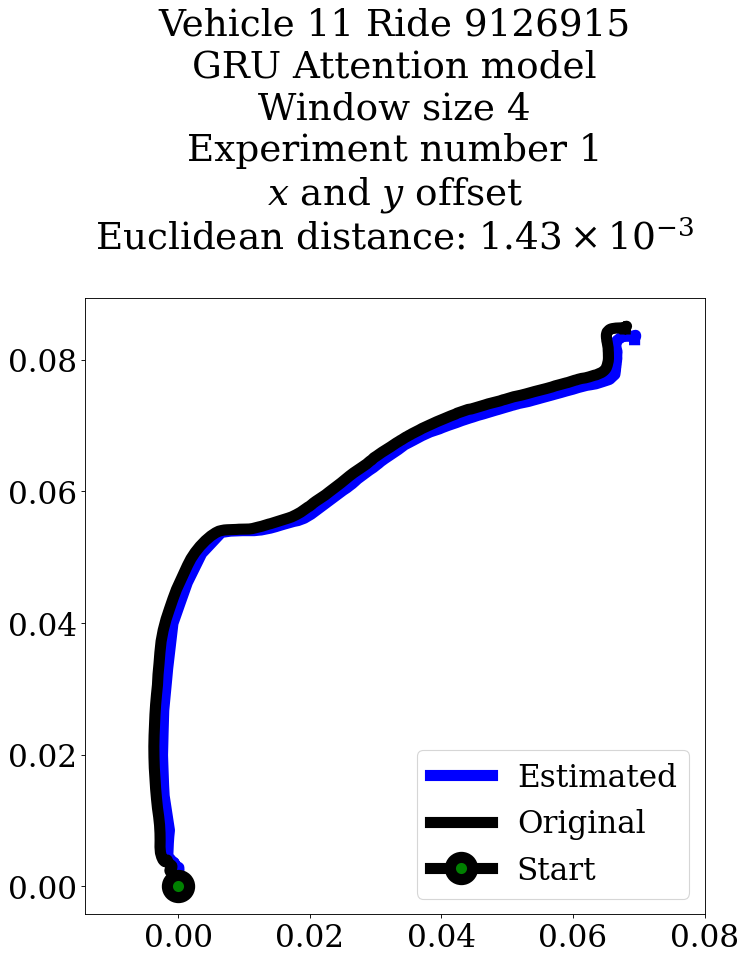 Vehicle 11 Ride 9126915
GRU Attention model
Window size 4
Experiment number 1
x and y offset
Euclidean distance: 1.43 × 10⁻³
0.08
0.06
0.04
0.02
0.00
Estimated
Original
Start
0.00 0.02 0.04 0.06 0.08